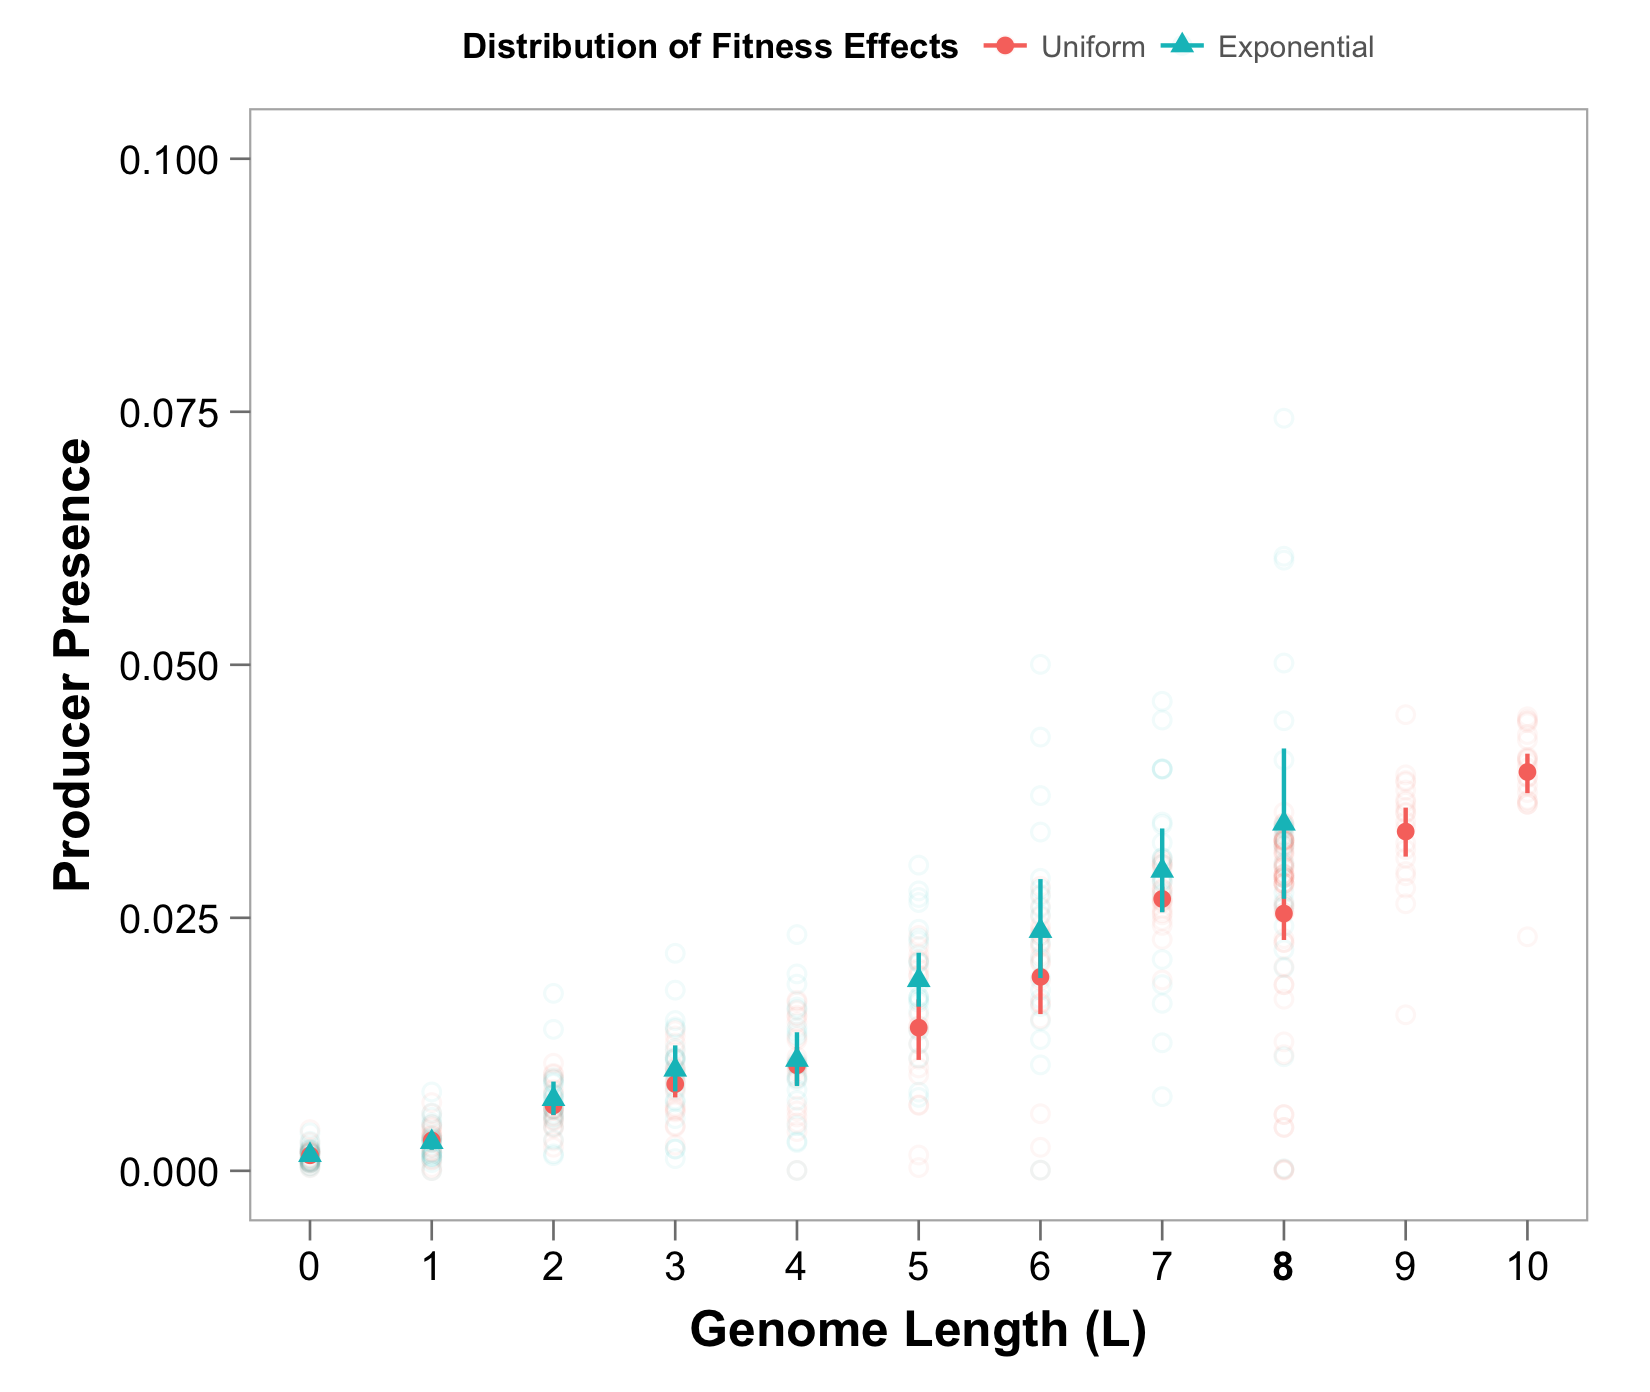 Distribution of Fitness Effects Uniform Exponential
0.100
0.075
0.050
0.025
0.000
Producer Presence
0 1 2 3 4 5 6 7 8 9 10
Genome Length (L)